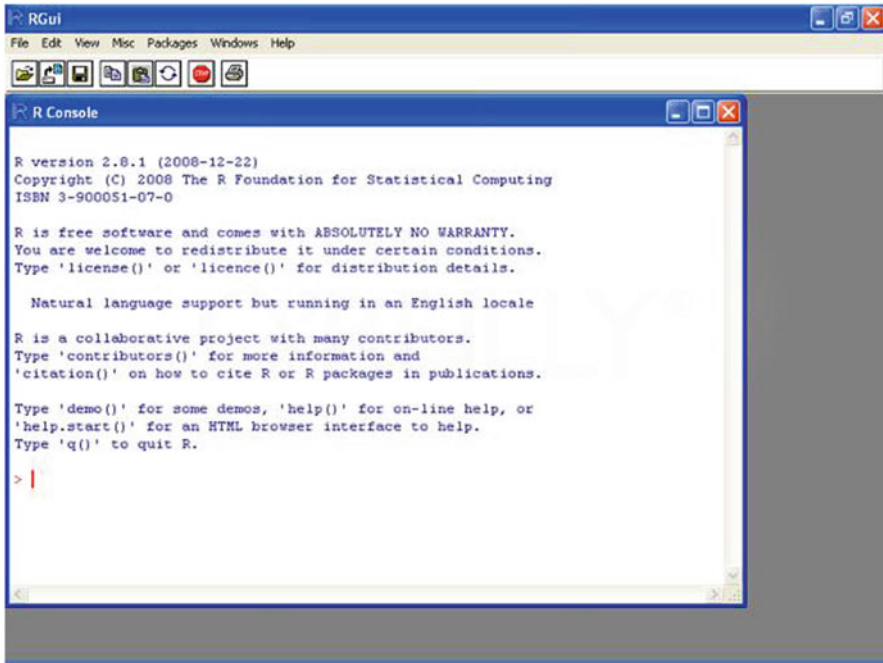 RGui
File Edit View Misc Packages Windows Help
STOP
R Console
R version 2.8.1 (2008-12-22)
Copyright (C) 2008 The R Foundation for Statistical Computing
ISBN 3-900051-07-0
R is free software and comes with ABSOLUTELY NO WARRANTY.
You are welcome to redistribute it under certain conditions.
Type 'license()' or 'licence()' for distribution details.
Natural language support but running in an English locale
R is a collaborative project with many contributors.
Type 'contributors()' for more information and
'citation()' on how to cite R or R packages in publications.
Type 'demo()' for some demos, 'help()' for on-line help, or
'help.start()' for an HTML browser interface to help.
Type 'q()' to quit R.
>